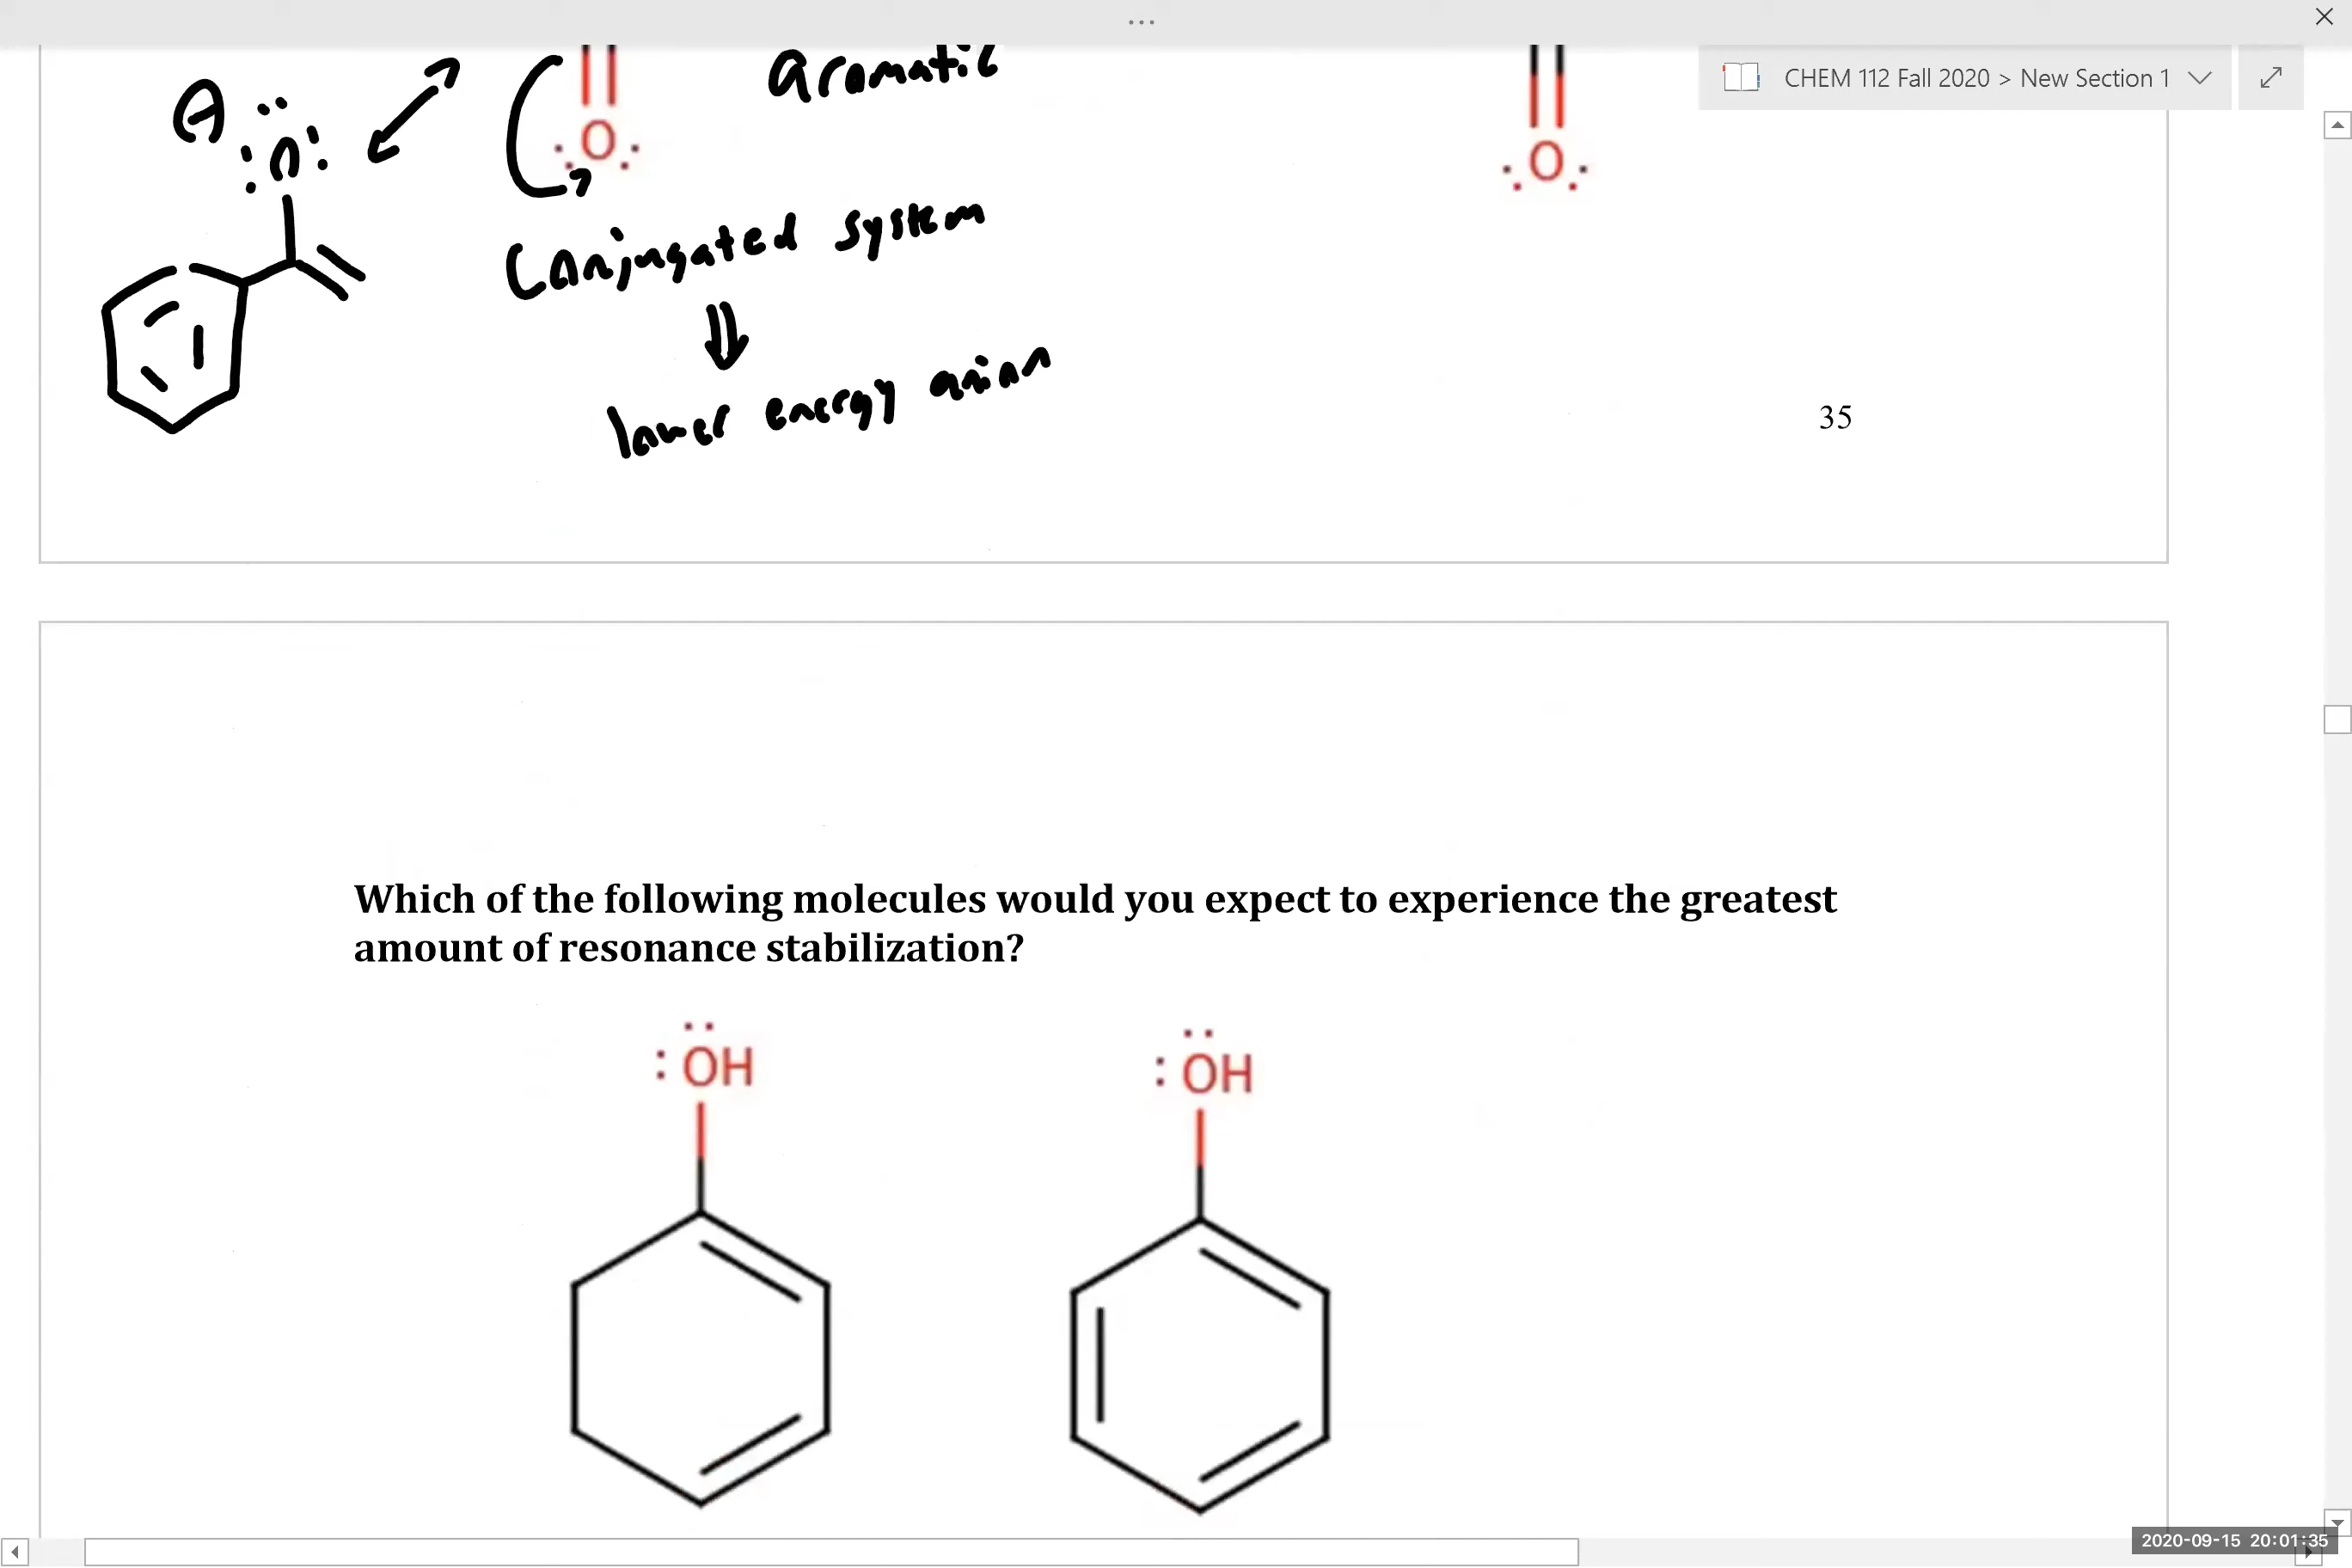 ...
CHEM 112 Fall 2020 > New Section 1
aromatic
A
O
O
O
Conjugated system
lower energy anion
35
Which of the following molecules would you expect to experience the greatest
amount of resonance stabilization?
OH
OH
2020-09-15 20:01:35